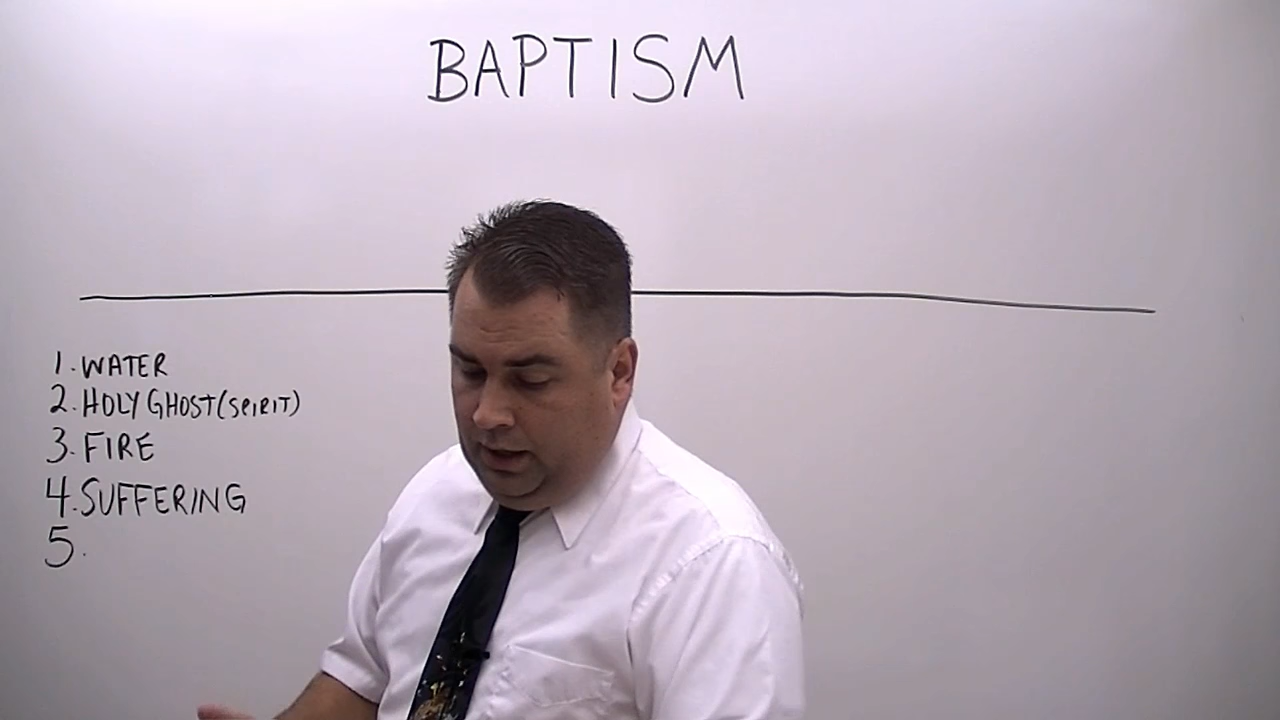 BAPTISM
1. WATER
2. HOLY GHOST (SPIRIT)
3. FIRE
4. SUFFERING
5.